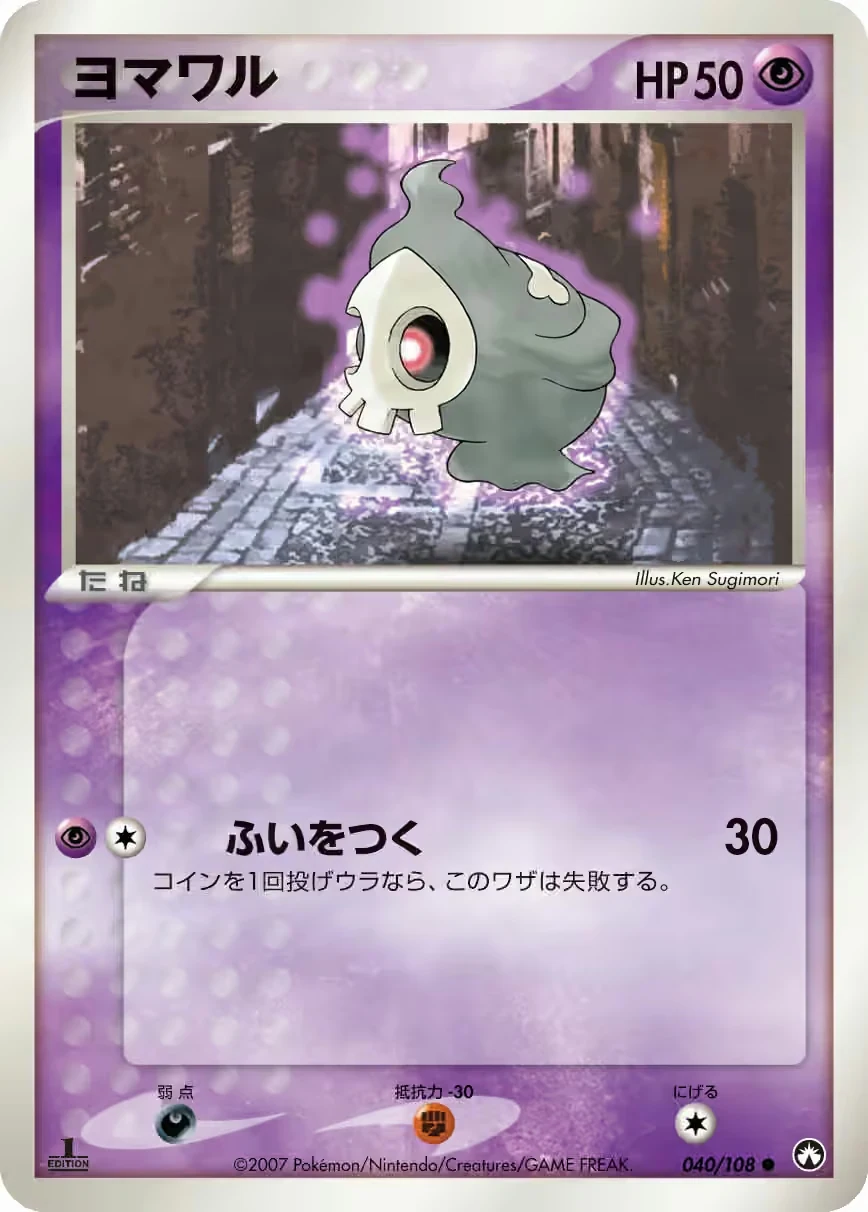 ヨマワル HP50
たね Illus.Ken Sugimori
ふいをつく 30
コインを1回投げウラなら、このワザは失敗する。
弱点 抵抗力 -30 にげる
1 EDITION ©2007 Pokémon/Nintendo/Creatures/GAME FREAK. 040/108 ●